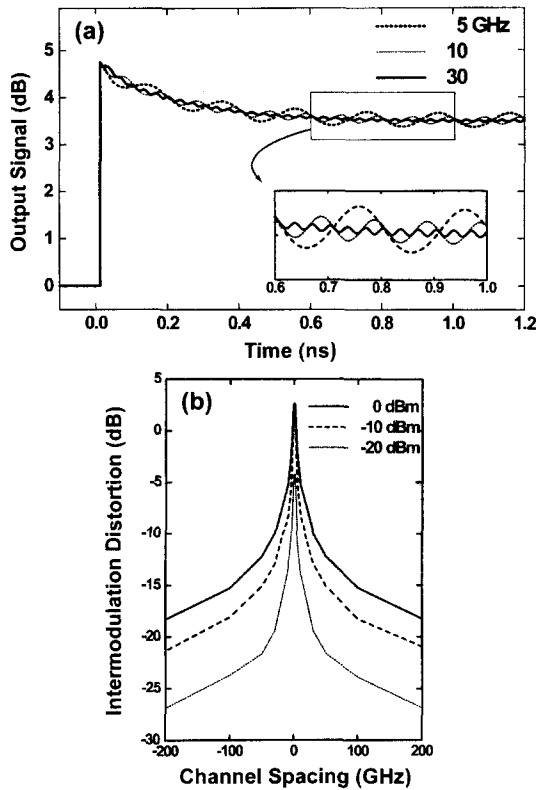 (a)
5 GHz
10
30
Output Signal (dB)
5
4
3
2
1
0
0.6 0.7 0.8 0.9 1.0
0.0 0.2 0.4 0.6 0.8 1.0 1.2
Time (ns)
(b)
0 dBm
-10 dBm
-20 dBm
Intermodulation Distortion (dB)
5
0
-5
-10
-15
-20
-25
-30
-200 -100 0 100 200
Channel Spacing (GHz)